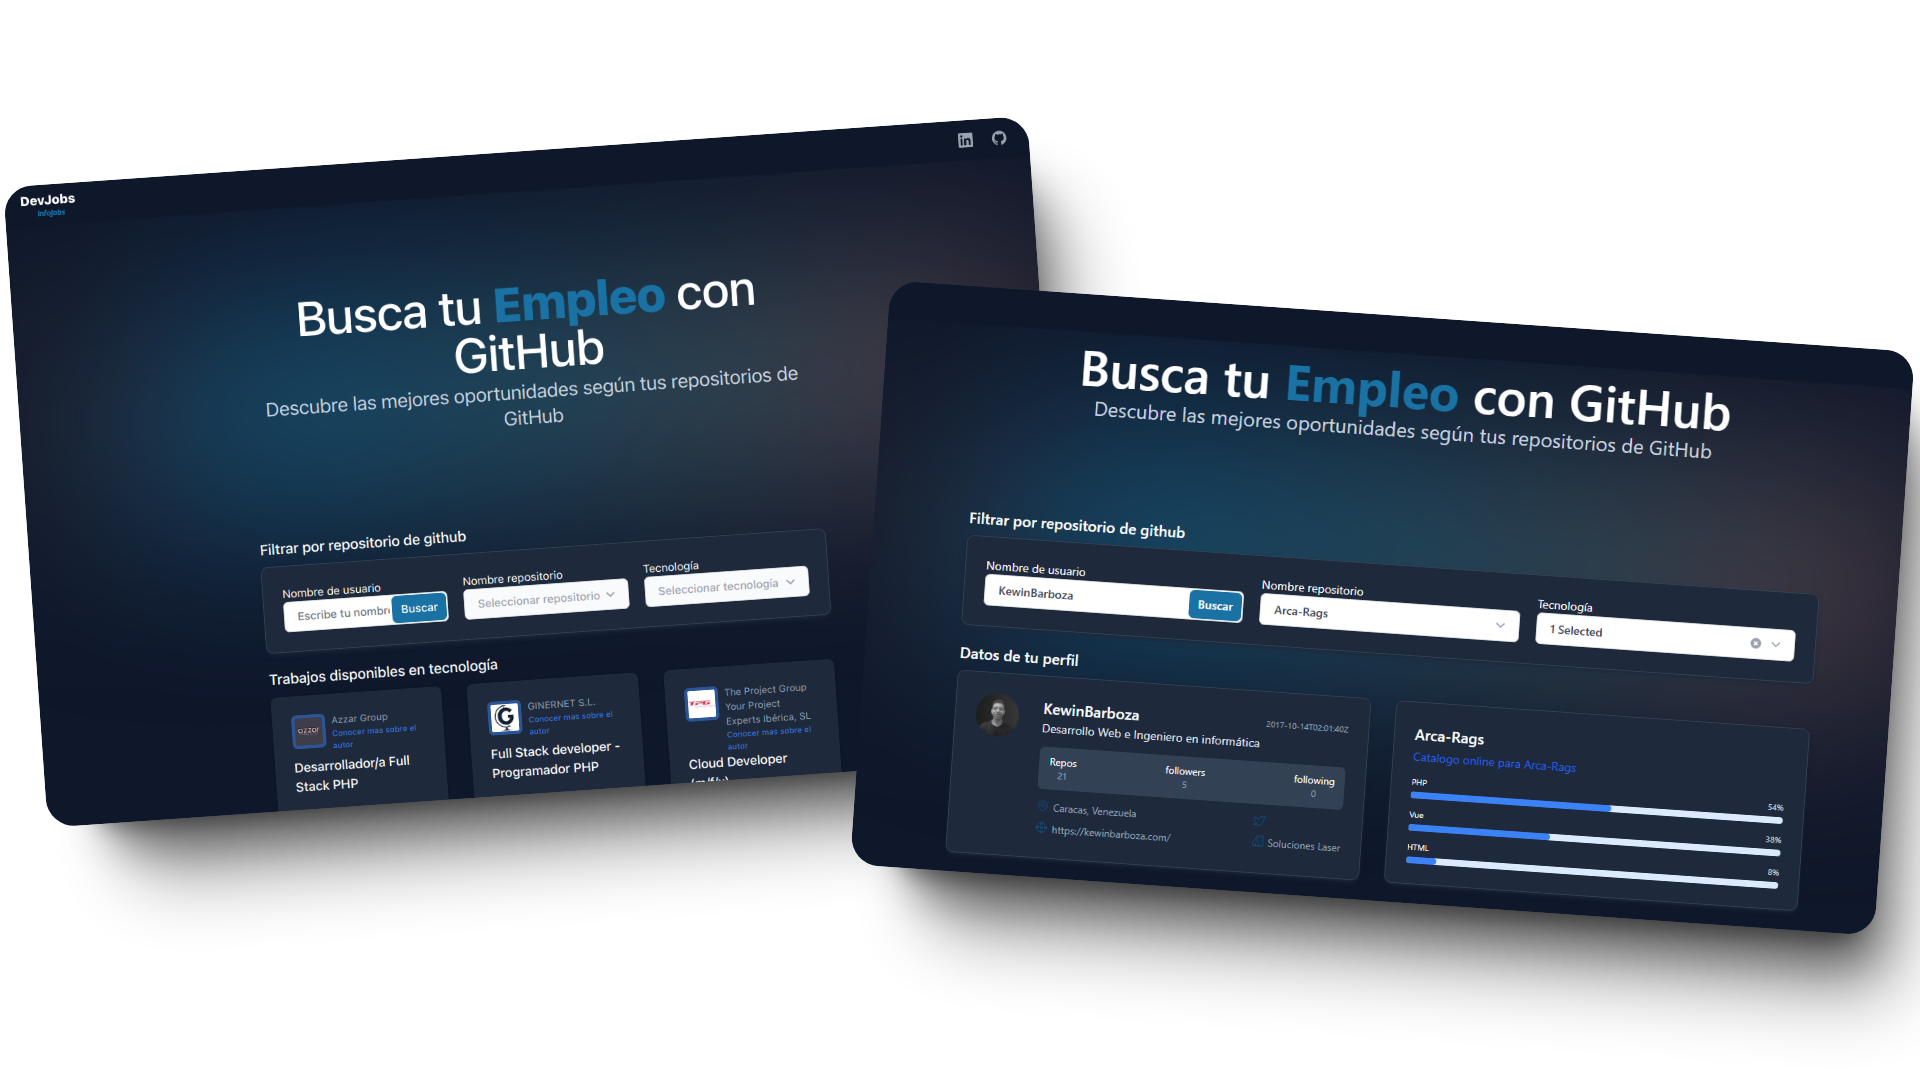 DevJobs
InfoJobs
Busca tu Empleo con
GitHub
Descubre las mejores oportunidades según tus repositorios de
GitHub
Filtrar por repositorio de github
Nombre de usuario
Nombre repositorio
Tecnología
Escribe tu nombre
Buscar
Seleccionar repositorio
Seleccionar tecnología
Trabajos disponibles en tecnología
Azzar Group
Conocer mas sobre el
autor
Desarrollador/a Full
Stack PHP
GINERNET S.L.
Conocer mas sobre el
autor
Full Stack developer -
Programador PHP
The Project Group
Your Project
Experts Ibérica, SL
Conocer mas sobre el
autor
Cloud Developer
(m/f/x)
Busca tu Empleo con GitHub
Descubre las mejores oportunidades según tus repositorios de GitHub
Filtrar por repositorio de github
Nombre de usuario
Nombre repositorio
Tecnología
KewinBarboza
Buscar
Arca-Rags
1 Selected
Datos de tu perfil
KewinBarboza
2017-10-14T02:01:40Z
Desarrollo Web e Ingeniero en informática
Repos
followers
following
21
5
0
Caracas, Venezuela
https://kewinbarboza.com/
Soluciones Laser
Arca-Rags
Catalogo online para Arca-Rags
PHP
54%
Vue
38%
HTML
8%